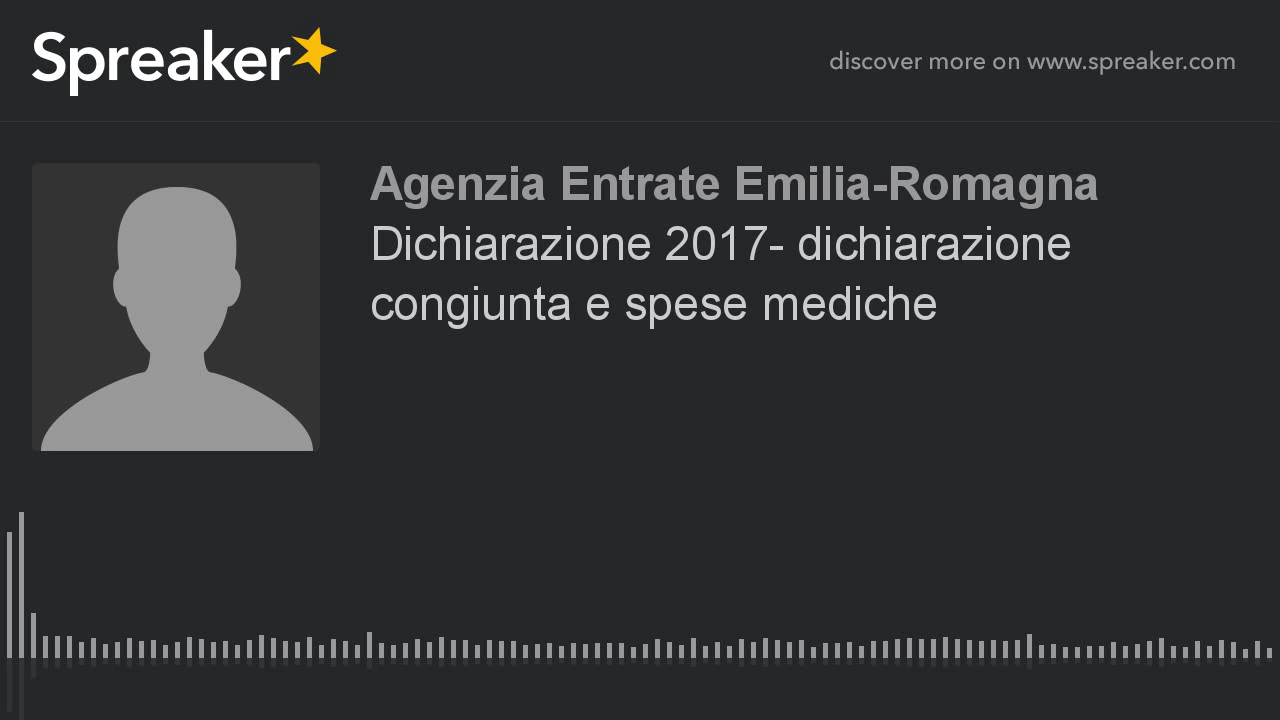 Spreaker
discover more on www.spreaker.com
Agenzia Entrate Emilia-Romagna
Dichiarazione 2017- dichiarazione
congiunta e spese mediche